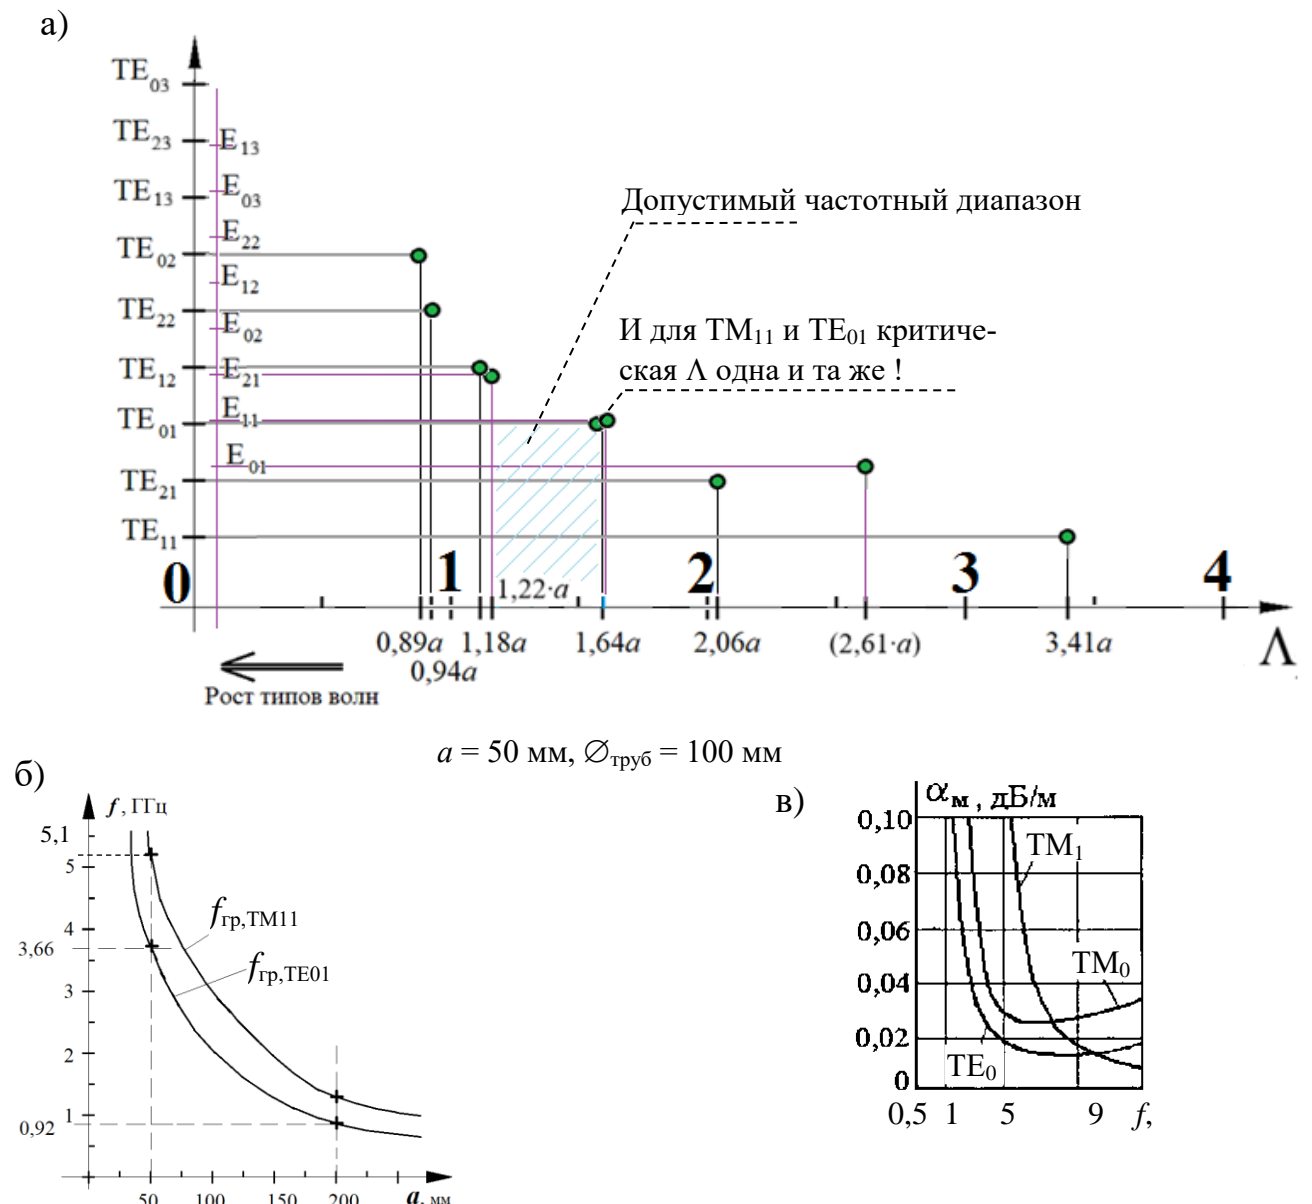 а)
TE03
TE23
E13
TE13
E03
Допустимый частотный диапазон
E22
TE02
E12
TE22
E02
И для TM11 и TE01 критиче-
ская Λ одна и та же !
TE12
E21
E11
TE01
E01
TE21
TE11
0 1 2 3 4
1,22·a
0,89a 1,18a 1,64a 2,06a (2,61·a) 3,41a Λ
0,94a
Рост типов волн
a = 50 мм, ∅труб = 100 мм
б)
f, ГГц
5,1
5
4
3,66
3
2
1
0,92
fгр,TM11
fгр,TE01
50 100 150 200 a, мм
в)
αм, дБ/м
0,10
0,08
0,06
0,04
0,02
0
TM1
TM0
TE0
0,5 1 5 9 f,